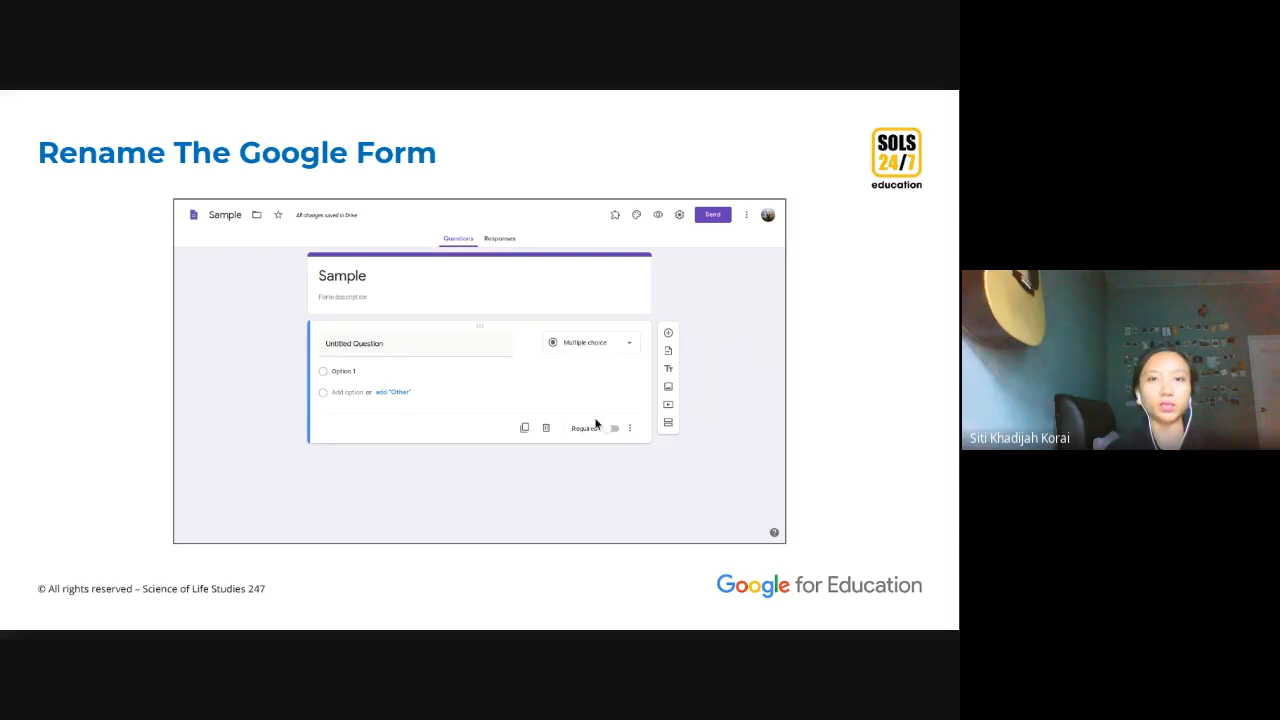 Rename The Google Form
SOLS
24/7
education
Sample
All changes saved in Drive
Send
Questions
Responses
Sample
Form description
Untitled Question
Multiple choice
Option 1
Add option or add "Other"
Required
© All rights reserved – Science of Life Studies 247
Google for Education
Siti Khadijah Korai